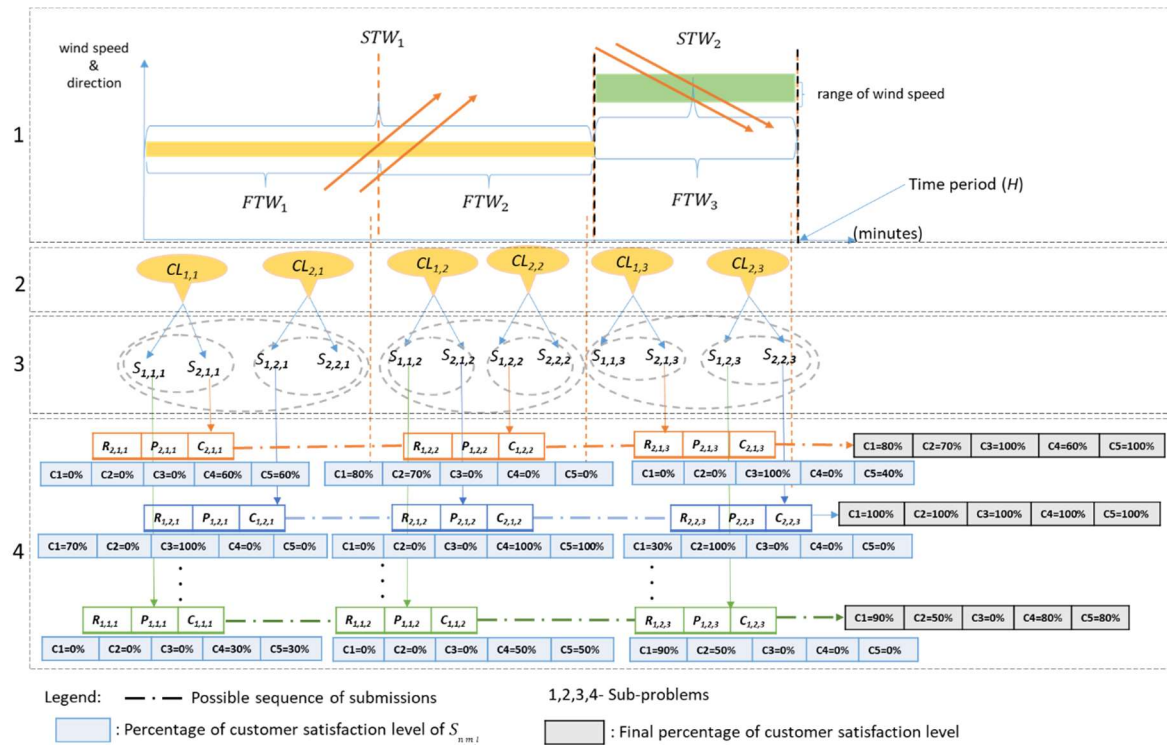 wind speed
&
direction
STW₁
STW₂
range of wind speed
1
FTW₁
FTW₂
FTW₃
Time period (H)
(minutes)
2
CL₁,₁
CL₂,₁
CL₁,₂
CL₂,₂
CL₁,₃
CL₂,₃
3
S₁,₁,₁
S₂,₁,₁
S₁,₂,₁
S₂,₂,₁
S₁,₁,₂
S₂,₁,₂
S₁,₂,₂
S₂,₂,₂
S₁,₁,₃
S₂,₁,₃
S₁,₂,₃
S₂,₂,₃
4
R₂,₁,₁ P₂,₁,₁ C₂,₁,₁
R₁,₂,₂ P₁,₂,₂ C₁,₂,₂
R₂,₁,₃ P₂,₁,₃ C₂,₁,₃
C1=80% C2=70% C3=100% C4=60% C5=100%
C1=0% C2=0% C3=0% C4=60% C5=60%
C1=80% C2=70% C3=0% C4=0% C5=0%
C1=0% C2=0% C3=100% C4=0% C5=40%
R₁,₂,₁ P₁,₂,₁ C₁,₂,₁
R₂,₁,₂ P₂,₁,₂ C₂,₁,₂
R₂,₂,₃ P₂,₂,₃ C₂,₂,₃
C1=100% C2=100% C3=100% C4=100% C5=100%
C1=70% C2=0% C3=100% C4=0% C5=0%
C1=0% C2=0% C3=0% C4=100% C5=100%
C1=30% C2=100% C3=0% C4=0% C5=0%
R₁,₁,₁ P₁,₁,₁ C₁,₁,₁
R₁,₁,₂ P₁,₁,₂ C₁,₁,₂
R₁,₂,₃ P₁,₂,₃ C₁,₂,₃
C1=90% C2=50% C3=0% C4=80% C5=80%
C1=0% C2=0% C3=0% C4=30% C5=30%
C1=0% C2=0% C3=0% C4=50% C5=50%
C1=90% C2=50% C3=0% C4=0% C5=0%
Legend: Possible sequence of submissions
1,2,3,4- Sub-problems
: Percentage of customer satisfaction level of S n m l
: Final percentage of customer satisfaction level